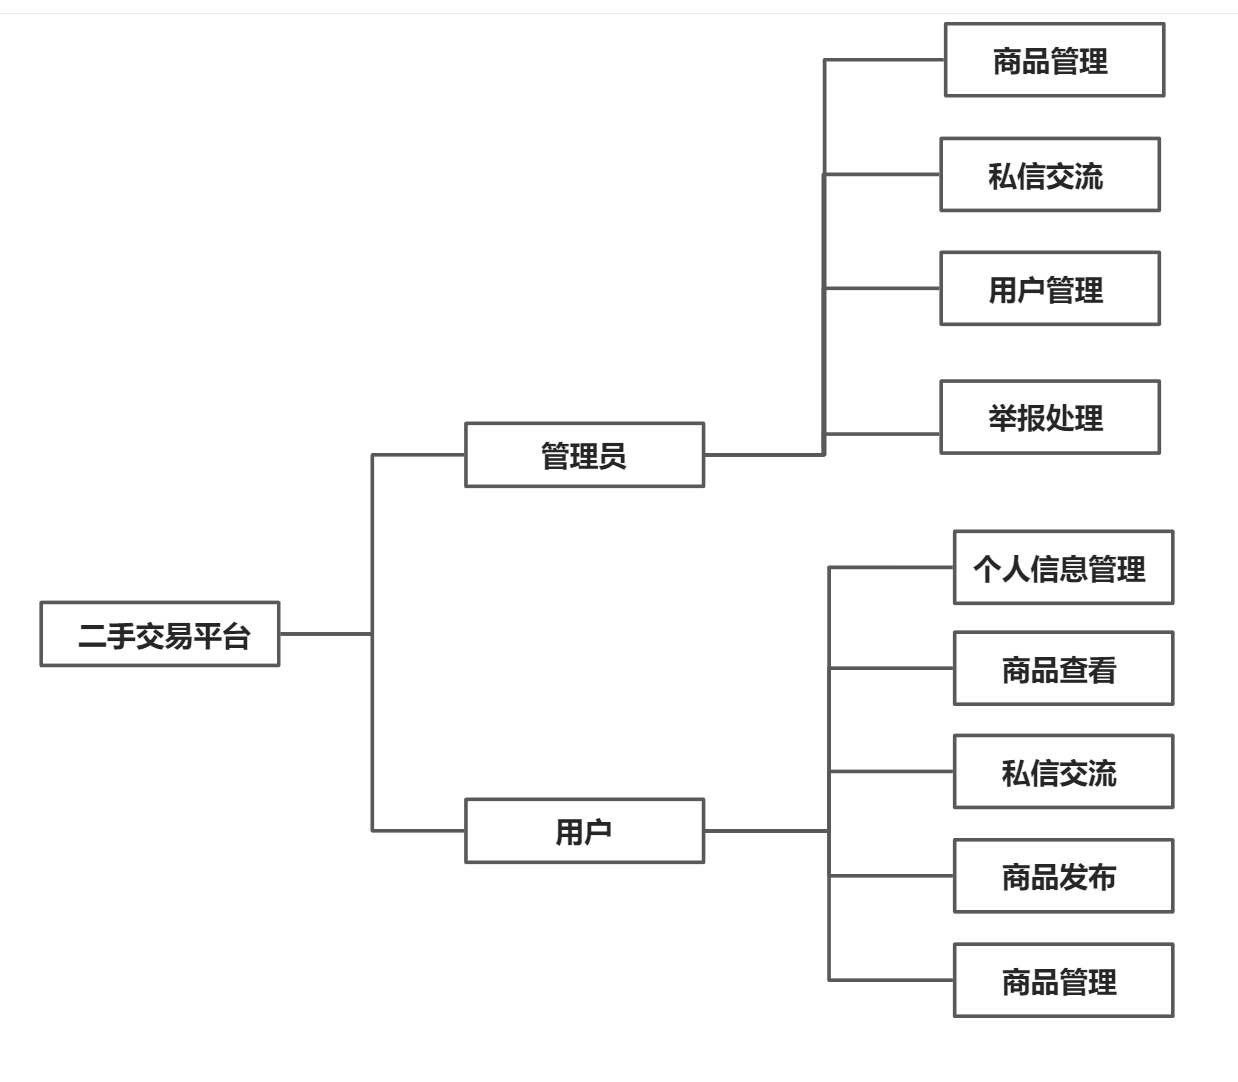 商品管理
私信交流
用户管理
举报处理
管理员
个人信息管理
二手交易平台
商品查看
私信交流
用户
商品发布
商品管理